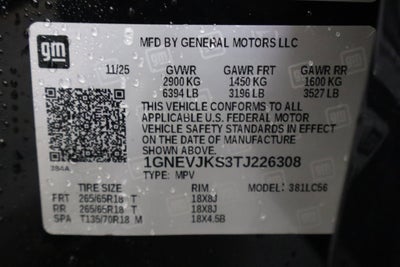 gm
MFD BY GENERAL MOTORS LLC
11/25 GVWR GAWR FRT GAWR RR
2900 KG 1450 KG 1600 KG
6394 LB 3196 LB 3527 LB
THIS VEHICLE CONFORMS TO ALL
APPLICABLE U.S. FEDERAL MOTOR
VEHICLE SAFETY STANDARDS IN EFFECT
ON THE DATE OF MANUFACTURE
SHOWN ABOVE.
384A
1GNEVJKS3TJ226308
TYPE: MPV
TIRE SIZE RIM MODEL: 381LC56
FRT 265/65R18 T 18X8J
RR 265/65R18 T 18X8J
SPA T135/70R18 M 18X4.5B